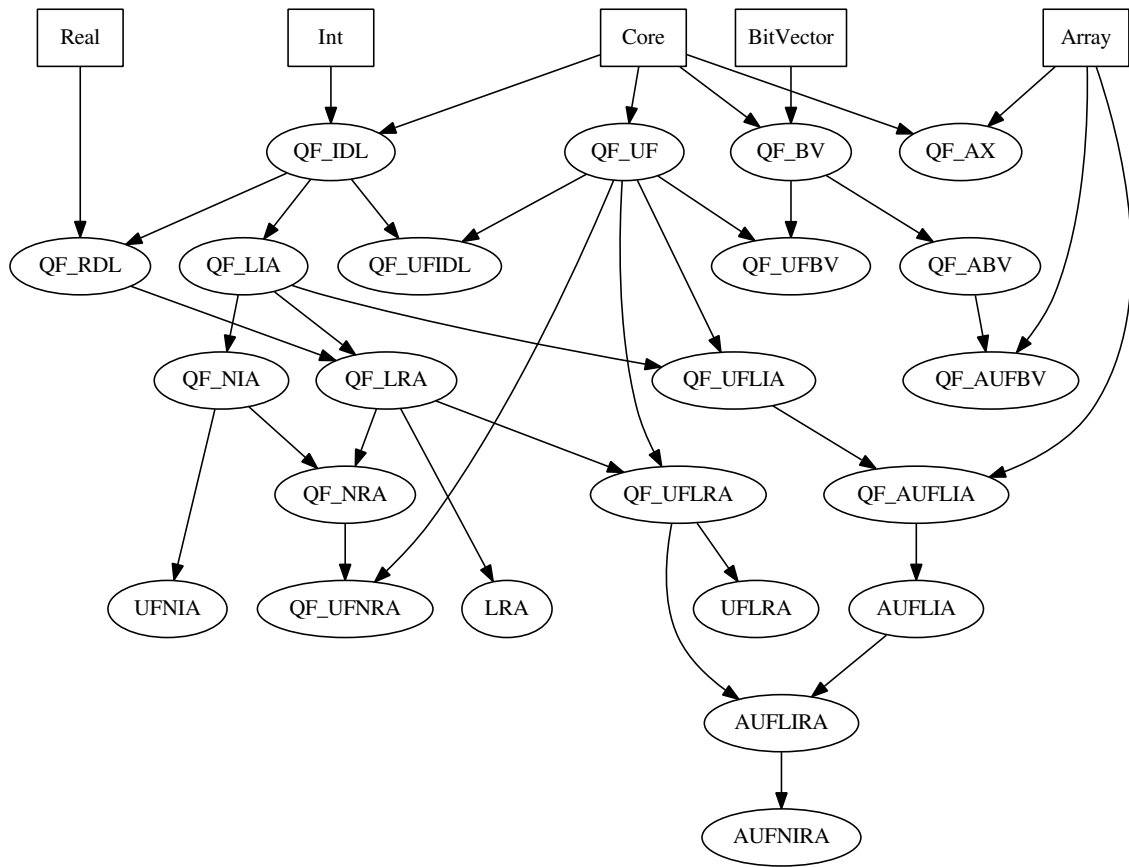 Real
Int
Core
BitVector
Array
QF_IDL
QF_UF
QF_BV
QF_AX
QF_RDL
QF_LIA
QF_UFIDL
QF_UFBV
QF_ABV
QF_NIA
QF_LRA
QF_UFLIA
QF_AUFBV
QF_NRA
QF_UFLRA
QF_AUFLIA
UFNIA
QF_UFNRA
LRA
UFLRA
AUFLIA
AUFLIRA
AUFNIRA